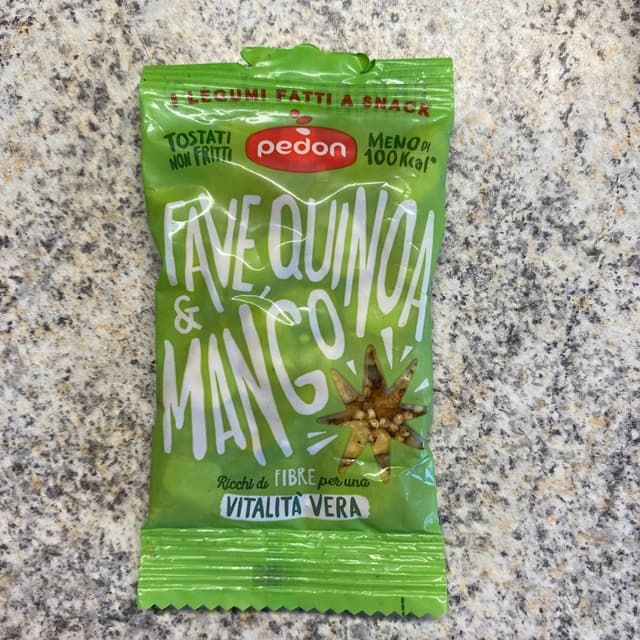 I LEGUMI FATTI A SNACK
TOSTATI
NON FRITTI
pedon
MENO DI
100 Kcal*
FAVE QUINOA
& MANGO
Ricchi di FIBRE per una
VITALITÀ VERA